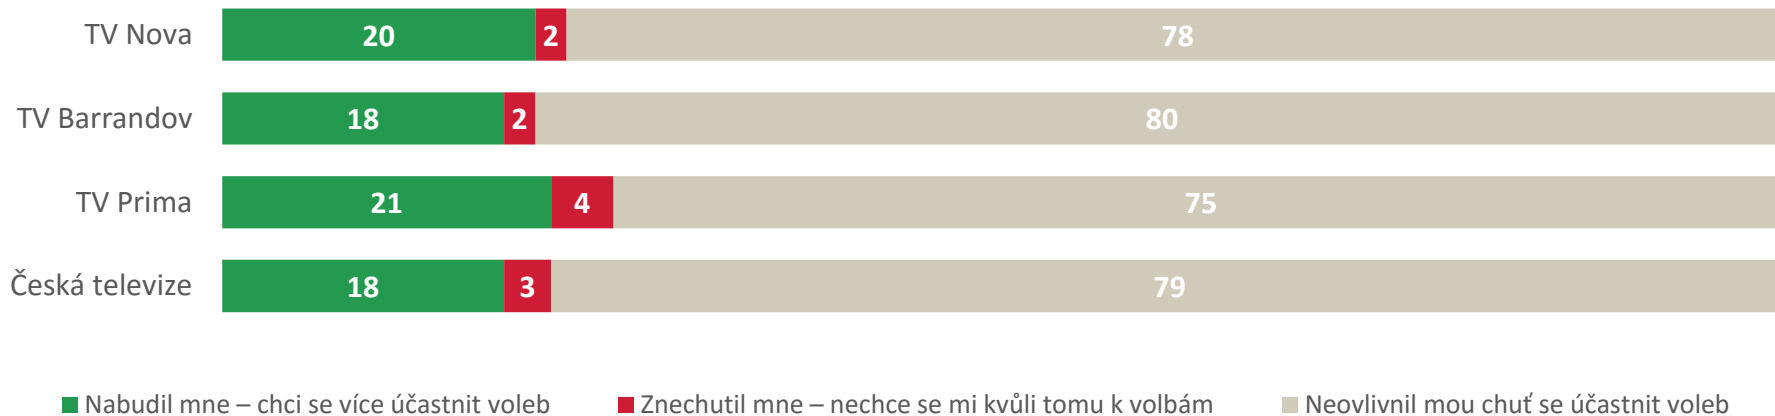 TV Nova 20 2 78
TV Barrandov 18 2 80
TV Prima 21 4 75
Česká televize 18 3 79
Nabudil mne – chci se více účastnit voleb Znechutil mne – nechce se mi kvůli tomu k volbám Neovlivnil mou chuť se účastnit voleb